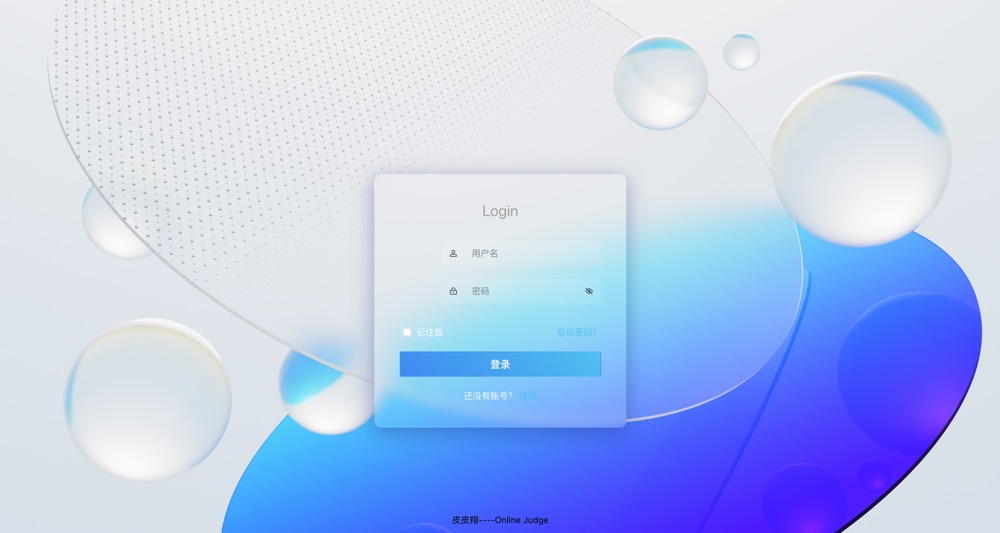 Login
用户名
密码
记住我 忘记密码?
登录
还没有账号? 注册
皮皮翔----Online Judge